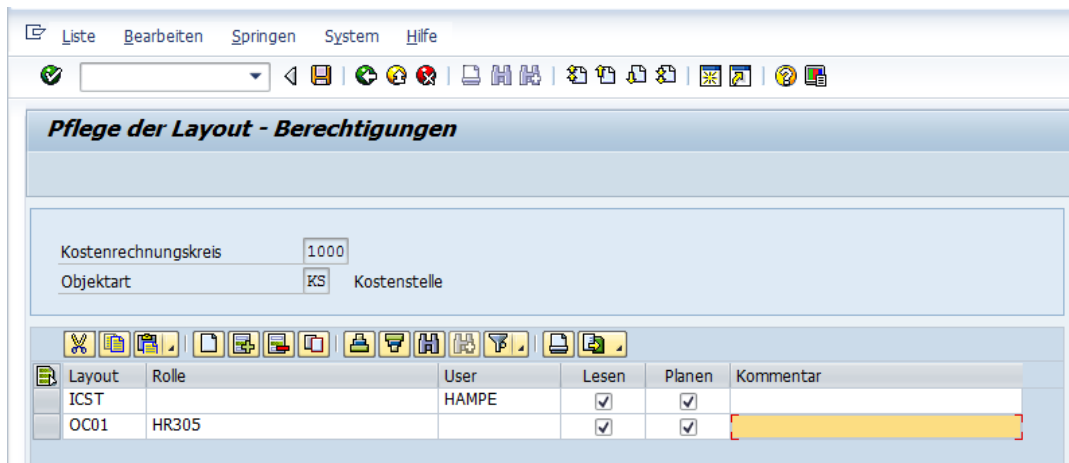 Liste Bearbeiten Springen System Hilfe
Pflege der Layout - Berechtigungen
Kostenrechnungskreis 1000
Objektart KS Kostenstelle
Layout Rolle User Lesen Planen Kommentar
ICST HAMPE
OC01 HR305